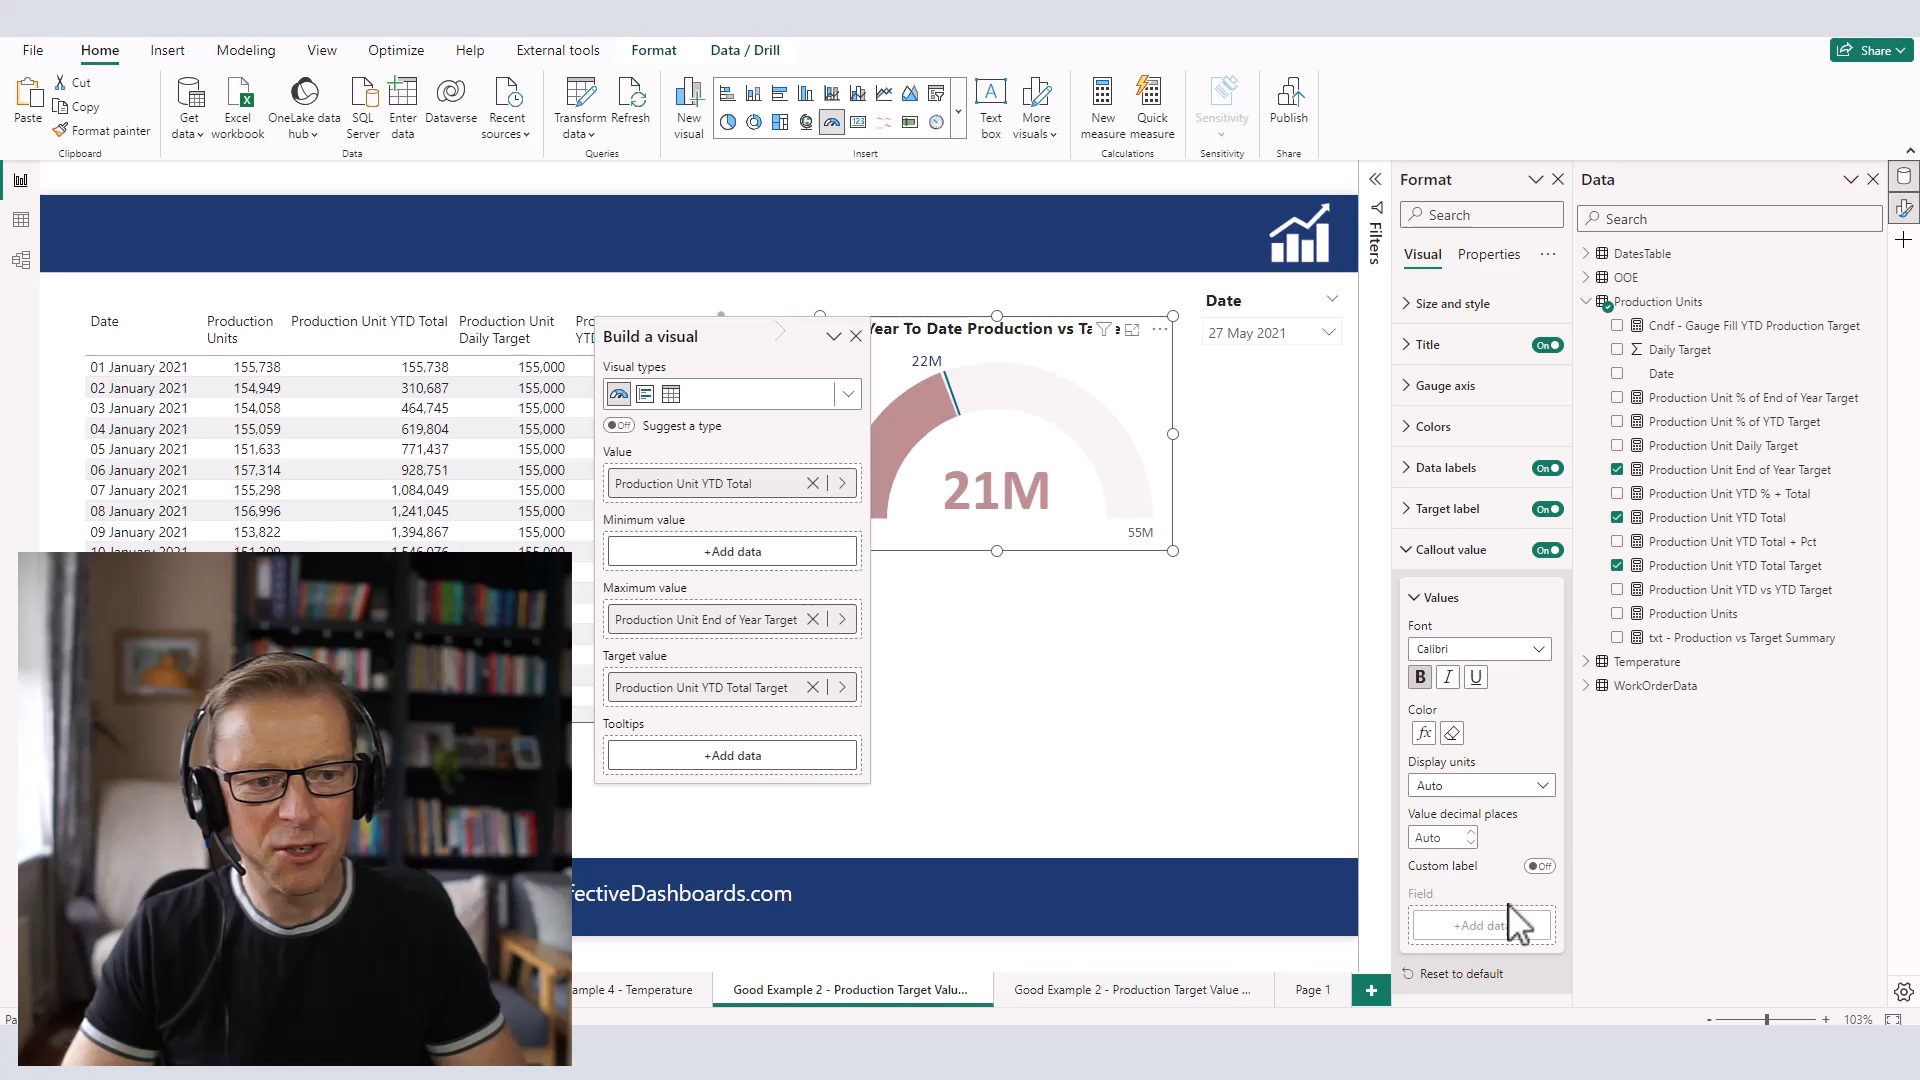 File Home Insert Modeling View Optimize Help External tools Format Data / Drill Share
Paste
Cut
Copy
Format painter
Clipboard
Get data
Excel workbook
OneLake data hub
SQL Server
Enter data
Dataverse
Recent sources
Data
Transform data
Refresh
Queries
New visual
Text box
More visuals
Insert
New measure
Quick measure
Calculations
Sensitivity
Sensitivity
Publish
Share
Date Production Units Production Unit YTD Total Production Unit Daily Target
01 January 2021 155,738 155,738 155,000
02 January 2021 154,949 310,687 155,000
03 January 2021 154,058 464,745 155,000
04 January 2021 155,059 619,804 155,000
05 January 2021 151,633 771,437 155,000
06 January 2021 157,314 928,751 155,000
07 January 2021 155,298 1,084,049 155,000
08 January 2021 156,996 1,241,045 155,000
09 January 2021 153,822 1,394,867 155,000
Build a visual
Visual types
Off Suggest a type
Value
Production Unit YTD Total
Minimum value
+Add data
Maximum value
Production Unit End of Year Target
Target value
Production Unit YTD Total Target
Tooltips
+Add data
Year To Date Production vs Ta
22M
21M
55M
Date
27 May 2021
fectiveDashboards.com
Filters
Format
Search
Visual Properties
Size and style
Title On
Gauge axis
Colors
Data labels On
Target label On
Callout value On
Values
Font
Calibri
B I U
Color
fx
Display units
Auto
Value decimal places
Auto
Custom label Off
Field
+Add dat
Reset to default
Data
Search
DatesTable
OOE
Production Units
Cndf - Gauge Fill YTD Production Target
Daily Target
Date
Production Unit % of End of Year Target
Production Unit % of YTD Target
Production Unit Daily Target
Production Unit End of Year Target
Production Unit YTD % + Total
Production Unit YTD Total
Production Unit YTD Total + Pct
Production Unit YTD Total Target
Production Unit YTD vs YTD Target
Production Units
txt - Production vs Target Summary
Temperature
WorkOrderData
ample 4 - Temperature
Good Example 2 - Production Target Valu...
Good Example 2 - Production Target Value ...
Page 1
+
Pa
- + 103%